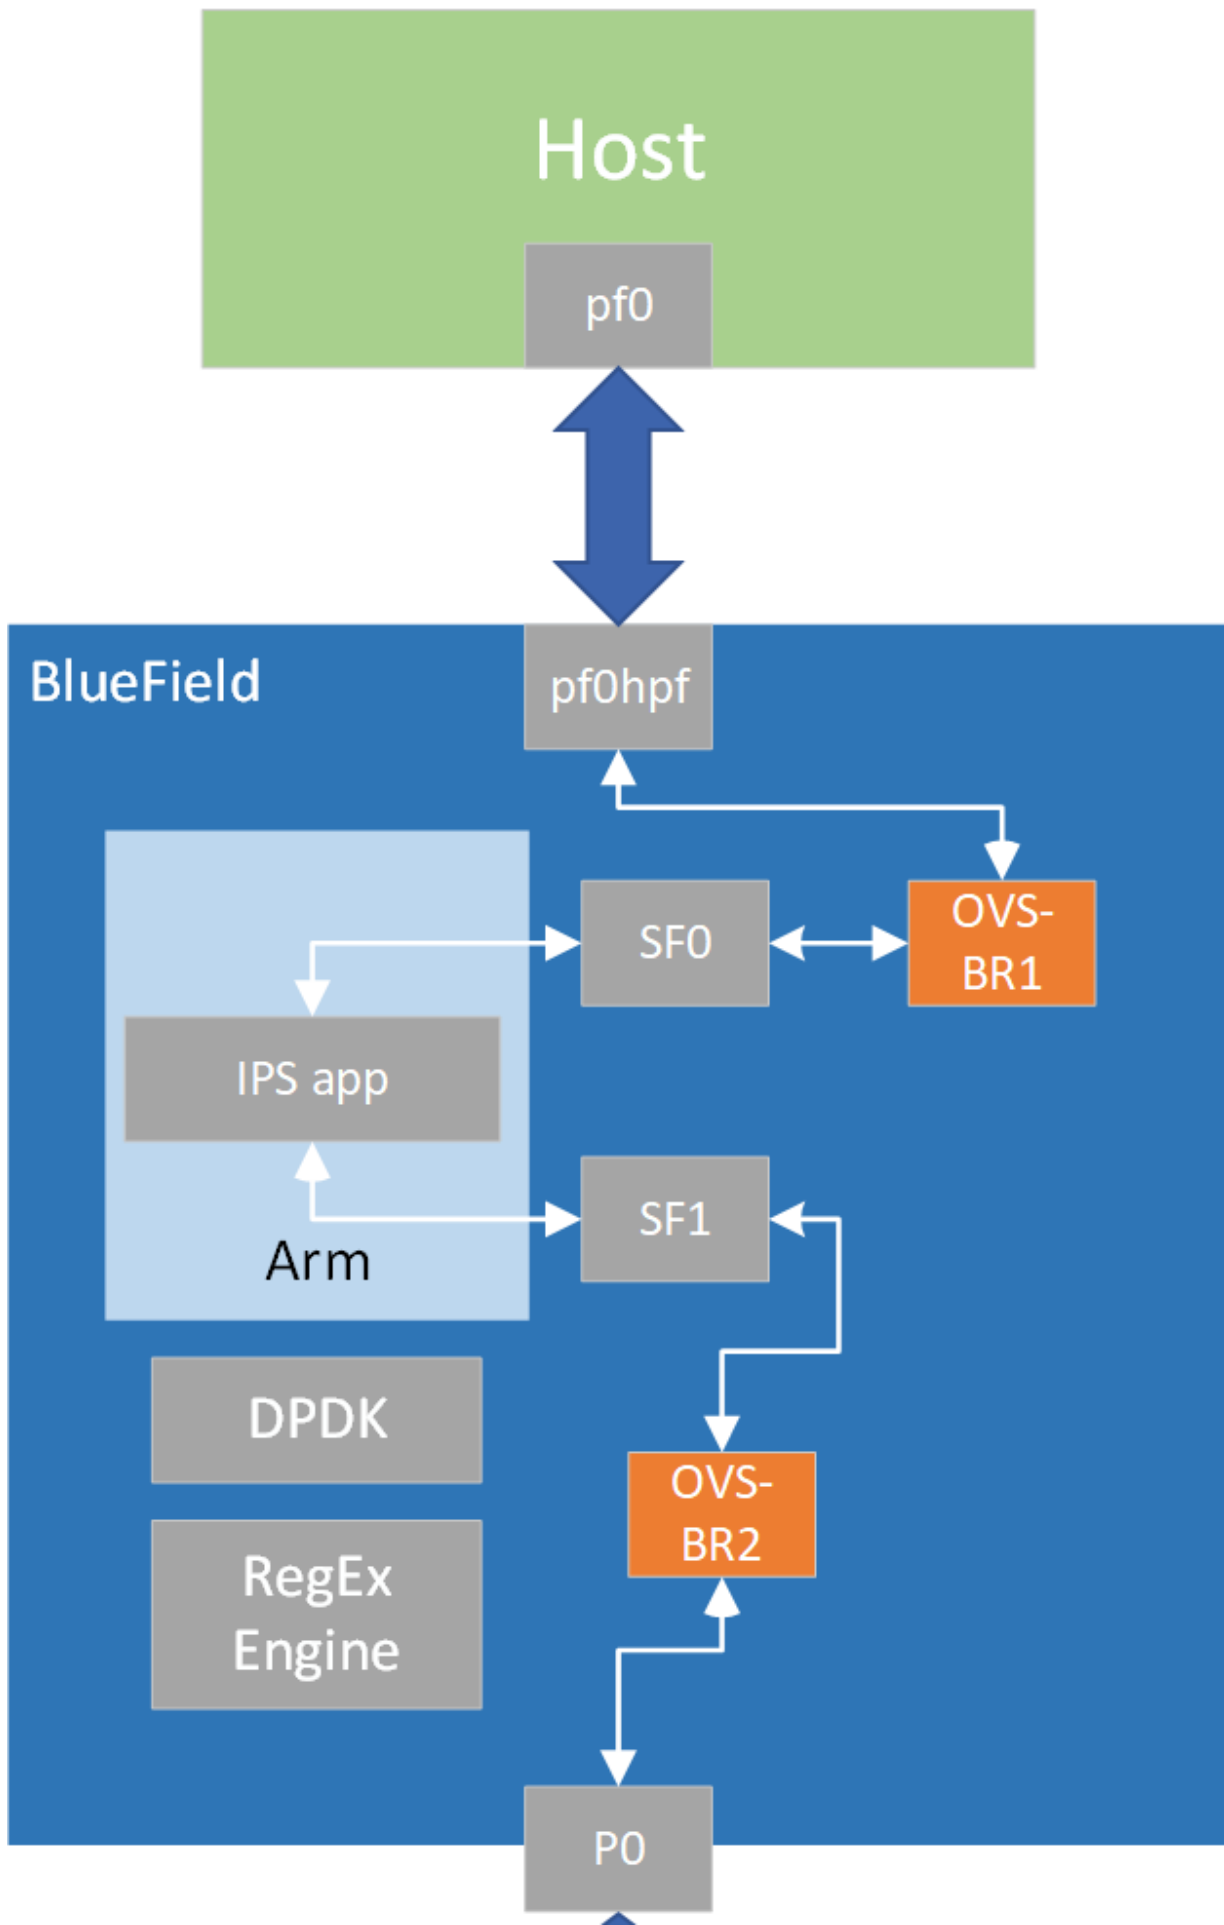 Host
pf0
BlueField
pf0hpf
SF0
OVS-
BR1
IPS app
SF1
Arm
DPDK
OVS-
BR2
RegEx
Engine
P0